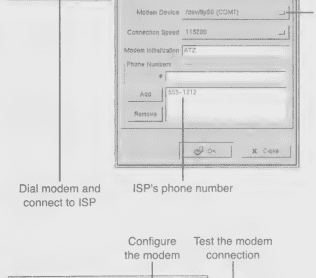 Modem Device /dev/ttyS0 (COM1)
Connection Speed 115200
Modem Initialization ATZ
Phone Numbers
#
Add 555-1212
Remove
OK X Close
Dial modem and
connect to ISP
ISP's phone number
Configure
the modem
Test the modem
connection